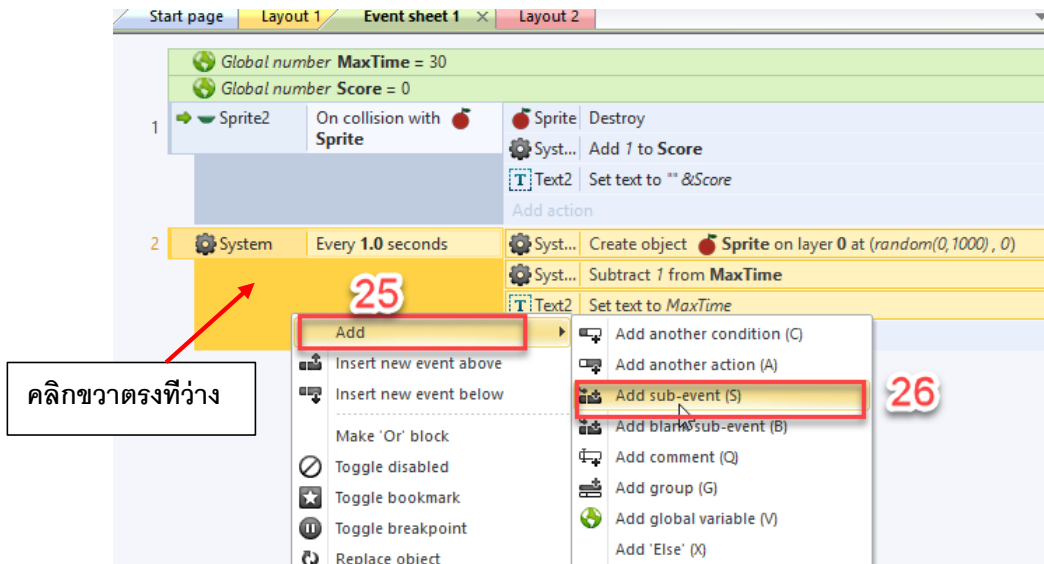 Start page Layout 1 Event sheet 1 × Layout 2
Global number MaxTime = 30
Global number Score = 0
1 Sprite2 On collision with Sprite Sprite Destroy
Syst... Add 1 to Score
T Text2 Set text to "" &Score
Add action
2 System Every 1.0 seconds Syst... Create object Sprite on layer 0 at (random(0,1000) , 0)
Syst... Subtract 1 from MaxTime
T Text2 Set text to MaxTime
25
Add
Insert new event above
Insert new event below
Make 'Or' block
Toggle disabled
Toggle bookmark
Toggle breakpoint
Replace object
Add another condition (C)
Add another action (A)
Add sub-event (S)
Add blank sub-event (B)
Add comment (Q)
Add group (G)
Add global variable (V)
Add 'Else' (X)
26
คลิกขวาตรงที่ว่าง